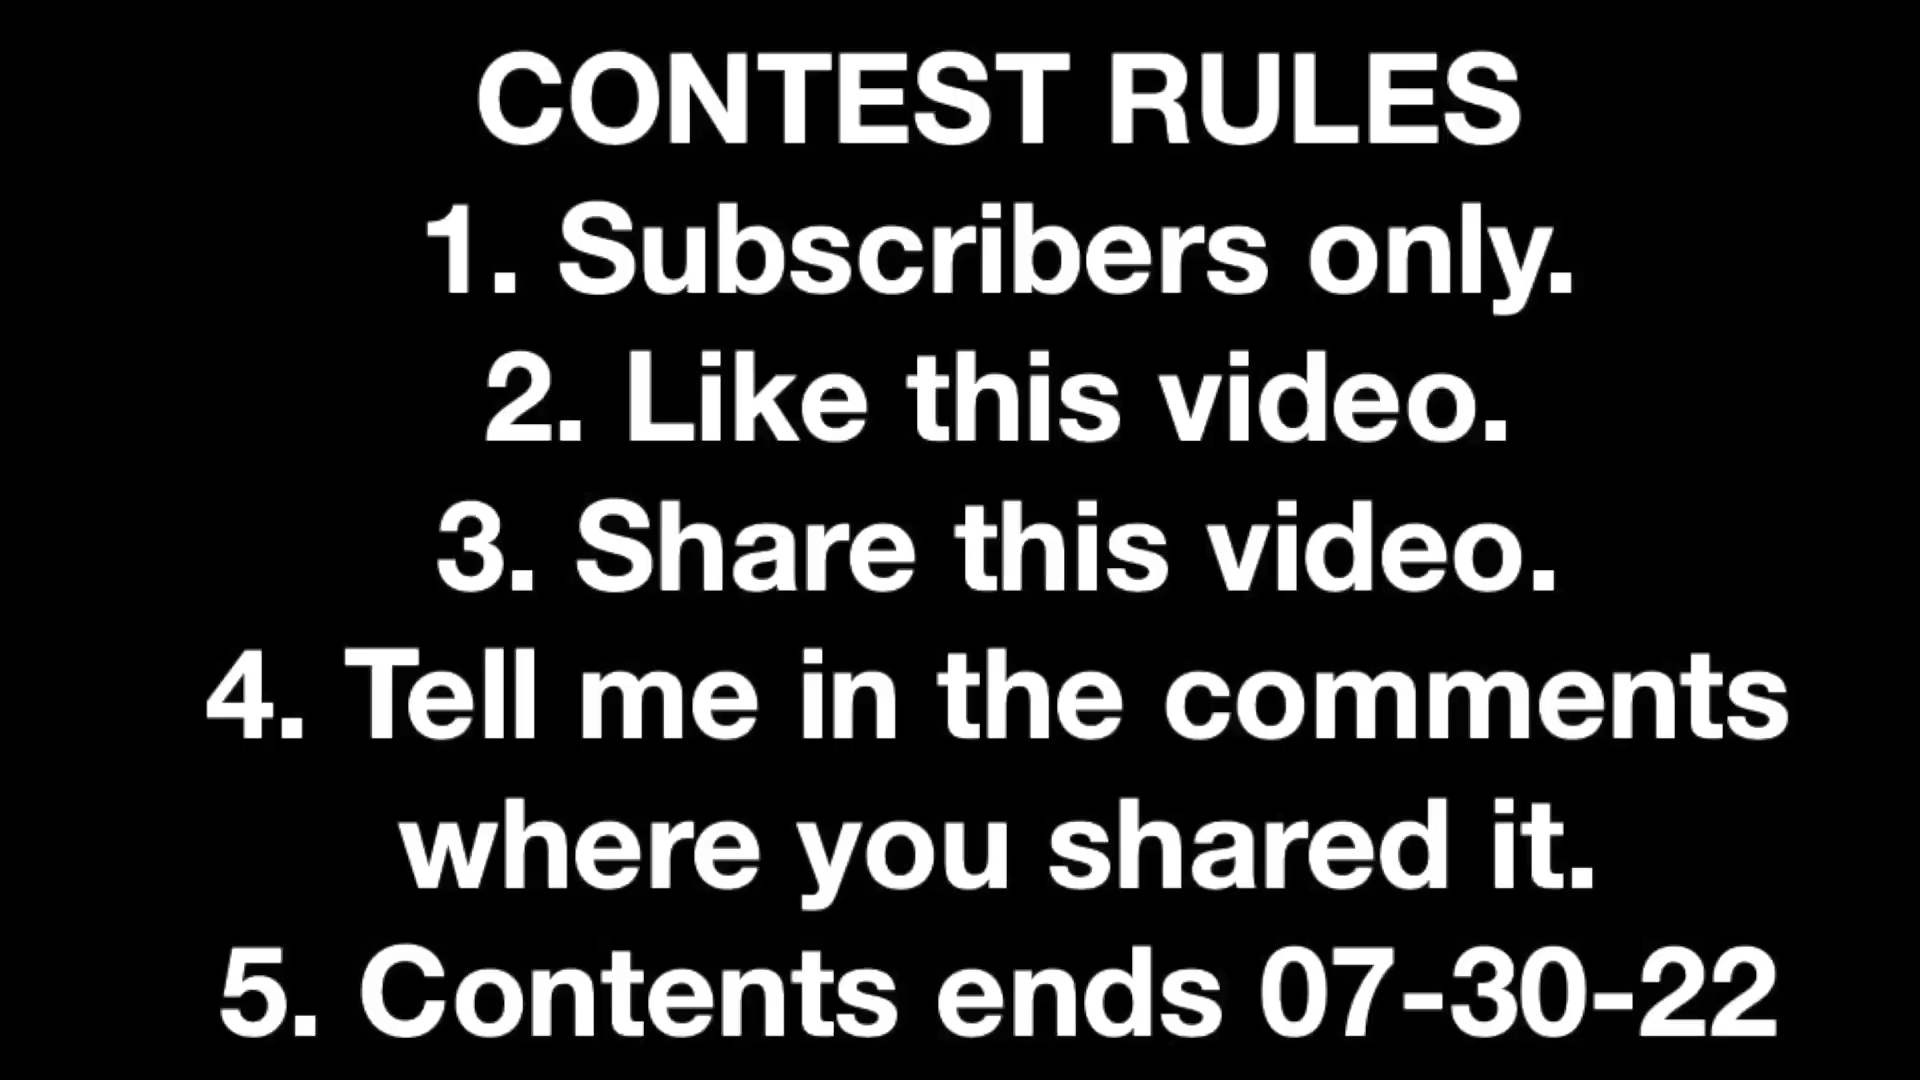 CONTEST RULES
1. Subscribers only.
2. Like this video.
3. Share this video.
4. Tell me in the comments
where you shared it.
5. Contents ends 07-30-22